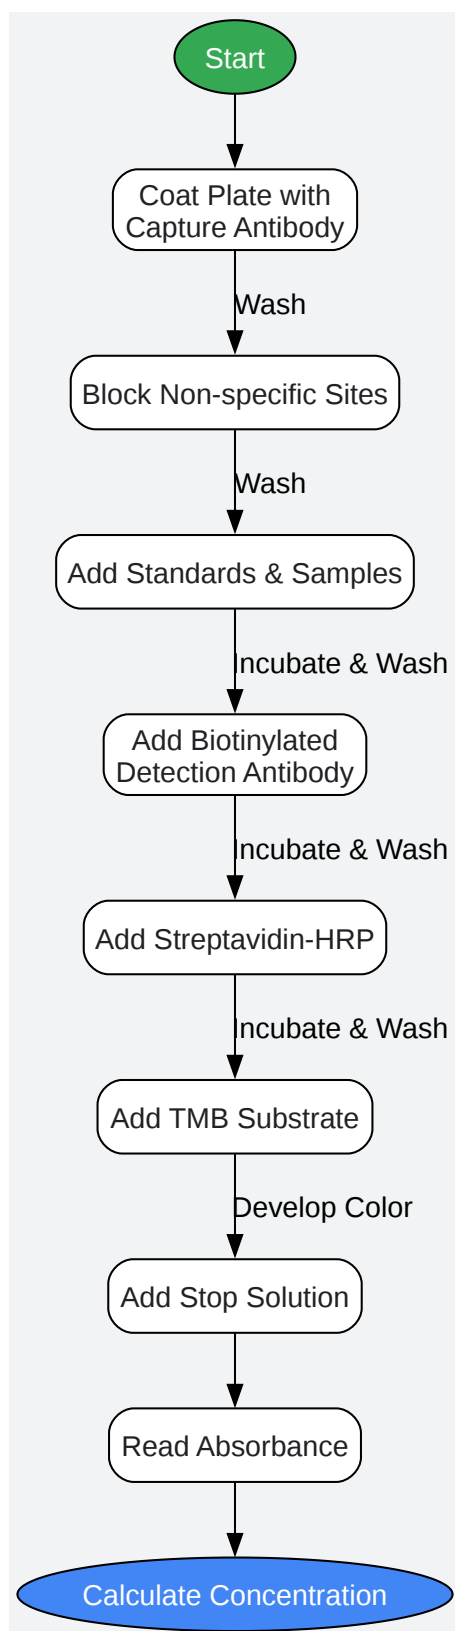 Start
Coat Plate with
Capture Antibody
Wash
Block Non-specific Sites
Wash
Add Standards & Samples
Incubate & Wash
Add Biotinylated
Detection Antibody
Incubate & Wash
Add Streptavidin-HRP
Incubate & Wash
Add TMB Substrate
Develop Color
Add Stop Solution
Read Absorbance
Calculate Concentration